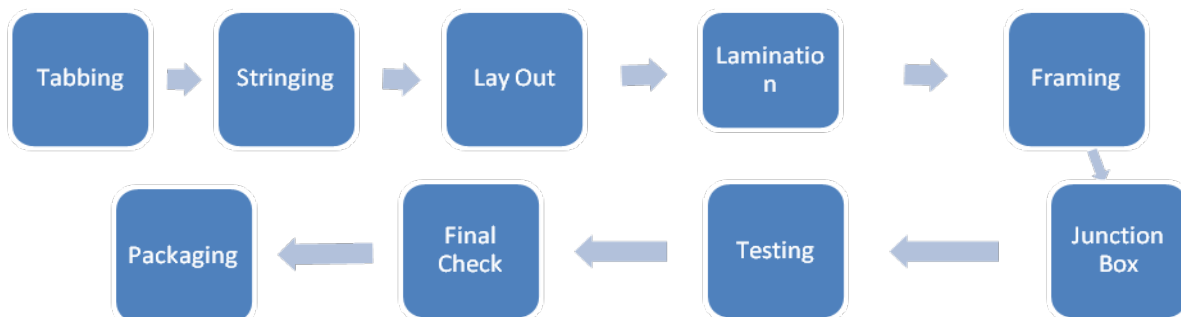 Tabbing
Stringing
Lay Out
Laminatio
n
Framing
Junction
Box
Testing
Final
Check
Packaging